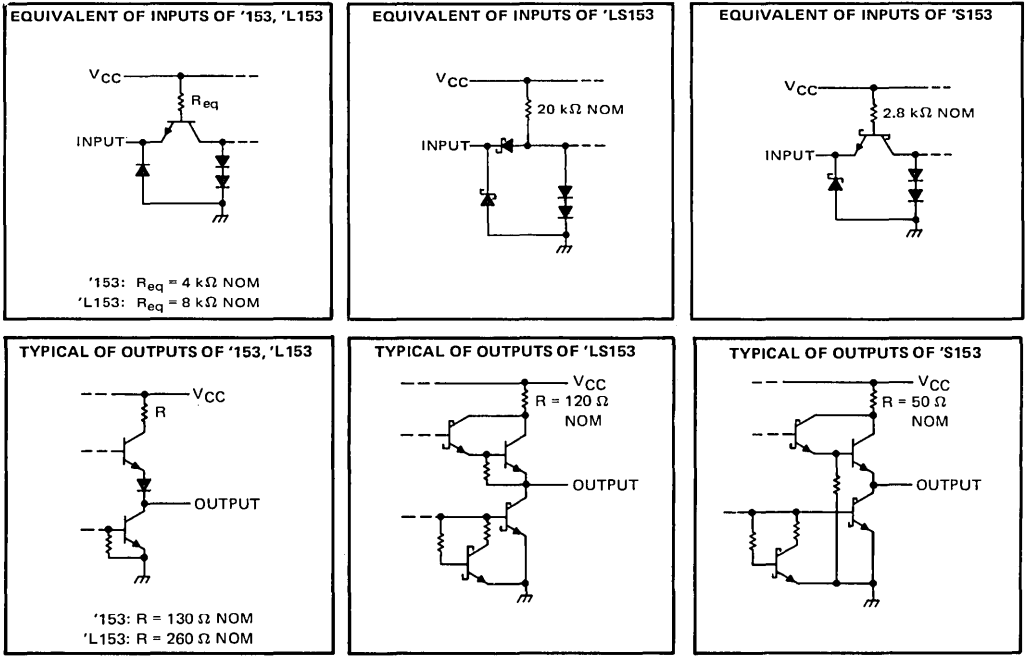 EQUIVALENT OF INPUTS OF '153, 'L153
VCC
Req
INPUT
'153: Req = 4 kΩ NOM
'L153: Req = 8 kΩ NOM
EQUIVALENT OF INPUTS OF 'LS153
VCC
20 kΩ NOM
INPUT
EQUIVALENT OF INPUTS OF 'S153
VCC
2.8 kΩ NOM
INPUT
TYPICAL OF OUTPUTS OF '153, 'L153
VCC
R
OUTPUT
'153: R = 130 Ω NOM
'L153: R = 260 Ω NOM
TYPICAL OF OUTPUTS OF 'LS153
VCC
R = 120 Ω
NOM
OUTPUT
TYPICAL OF OUTPUTS OF 'S153
VCC
R = 50 Ω
NOM
OUTPUT